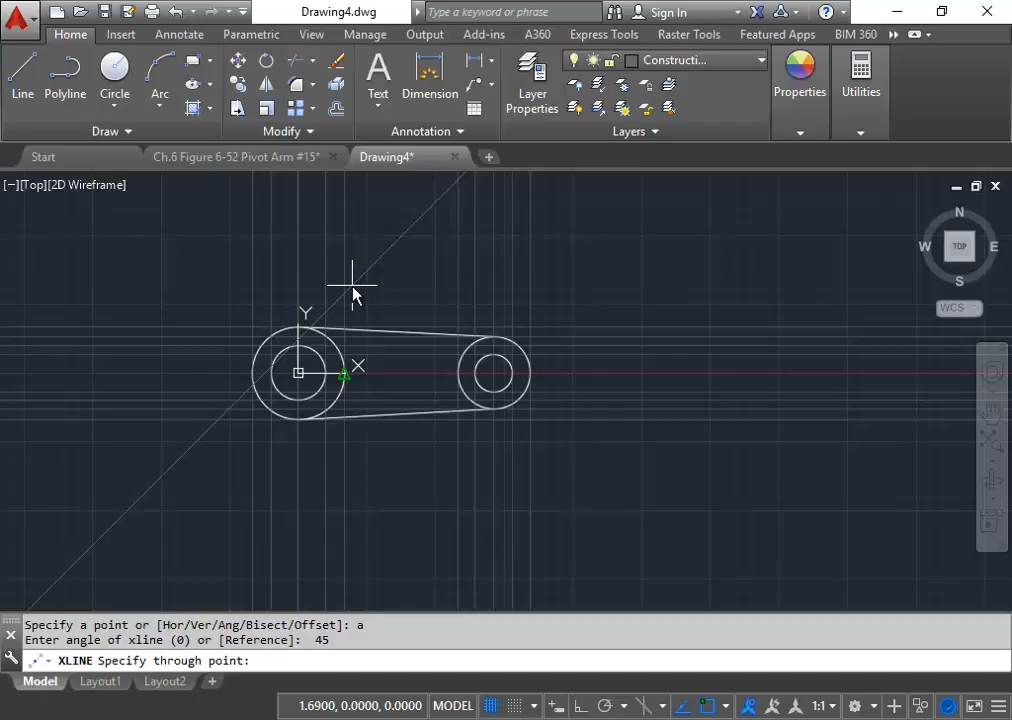 Drawing4.dwg
Type a keyword or phrase
Sign In
Home Insert Annotate Parametric View Manage Output Add-ins A360 Express Tools Raster Tools Featured Apps BIM 360
Line Polyline Circle Arc
Text Dimension
Layer Properties
Constructi...
Properties
Utilities
Draw
Modify
Annotation
Layers
Start
Ch.6 Figure 6-52 Pivot Arm #15*
Drawing4*
[−][Top][2D Wireframe]
N
W TOP E
S
WCS
Y
X
Specify a point or [Hor/Ver/Ang/Bisect/Offset]: a
Enter angle of xline (0) or [Reference]: 45
XLINE Specify through point:
Model Layout1 Layout2 +
1.6900, 0.0000, 0.0000 MODEL 1:1